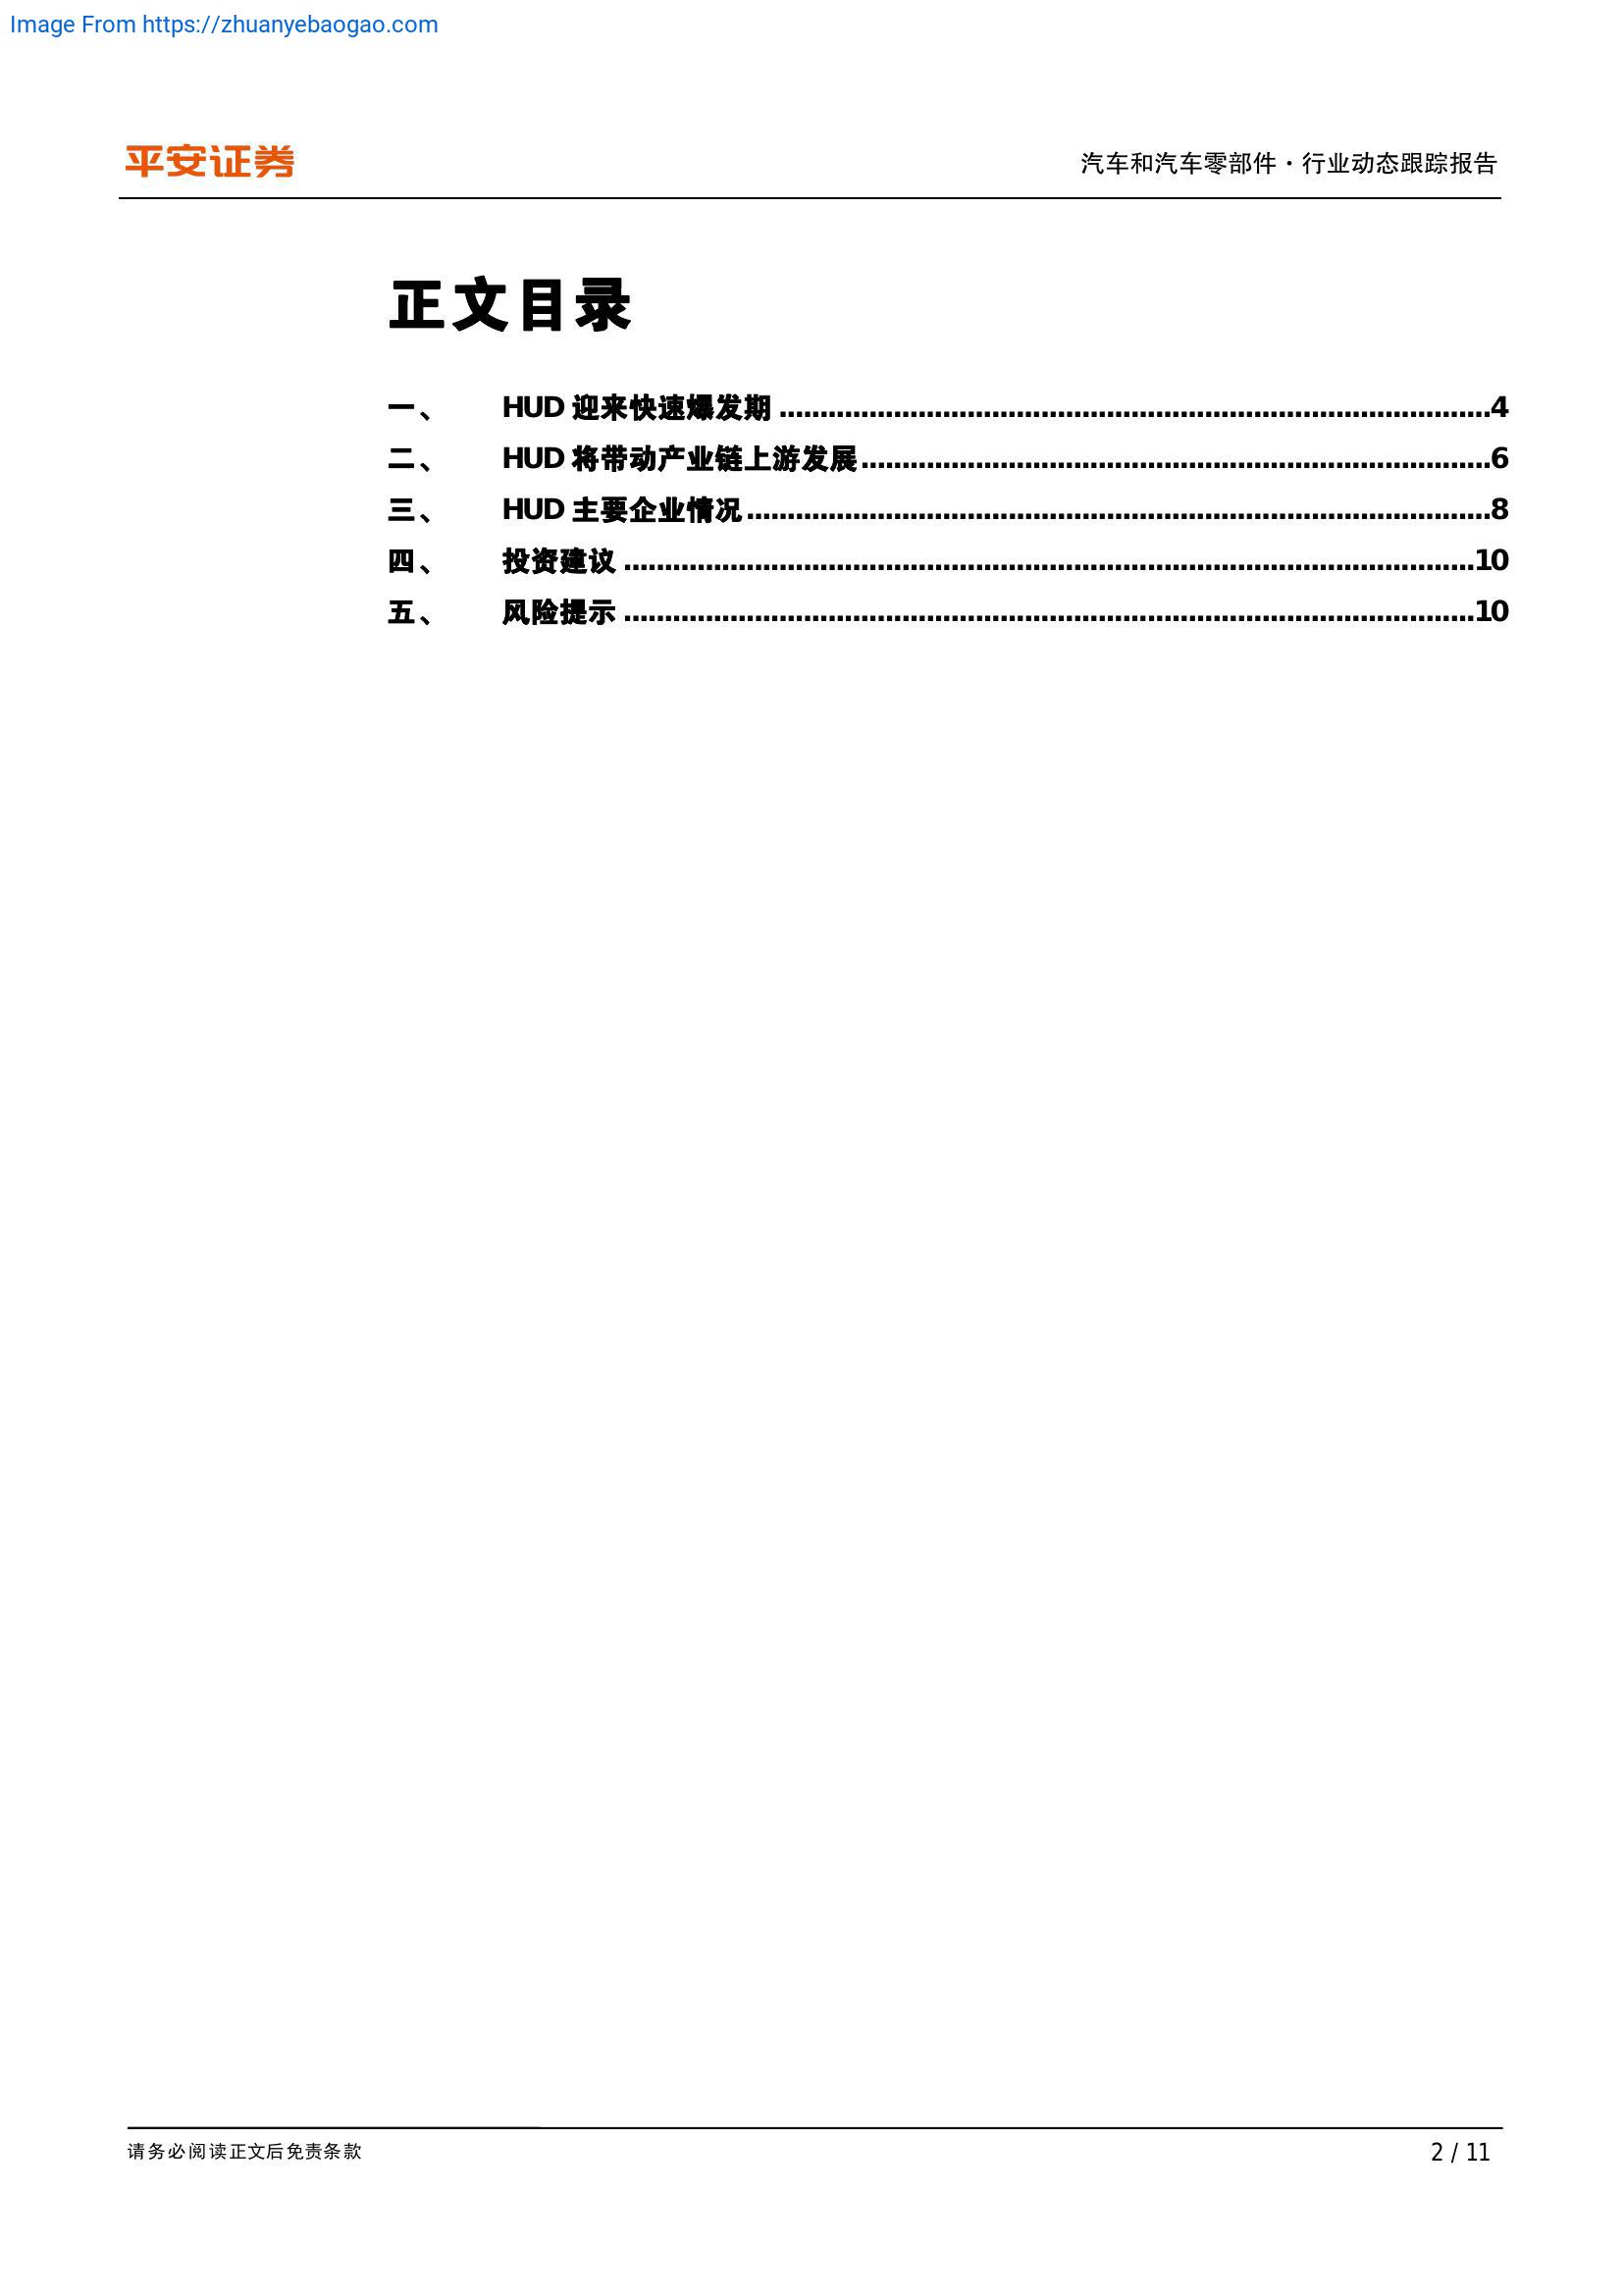 Image From https://zhuanyebaogao.com
平安证券
汽车和汽车零部件·行业动态跟踪报告
正文目录
一、 HUD 迎来快速爆发期 ........................................................................................ 4
二、 HUD 将带动产业链上游发展 ........................................................................................ 6
三、 HUD 主要企业情况 ........................................................................................ 8
四、 投资建议 ........................................................................................ 10
五、 风险提示 ........................................................................................ 10
请务必阅读正文后免责条款
2 / 11